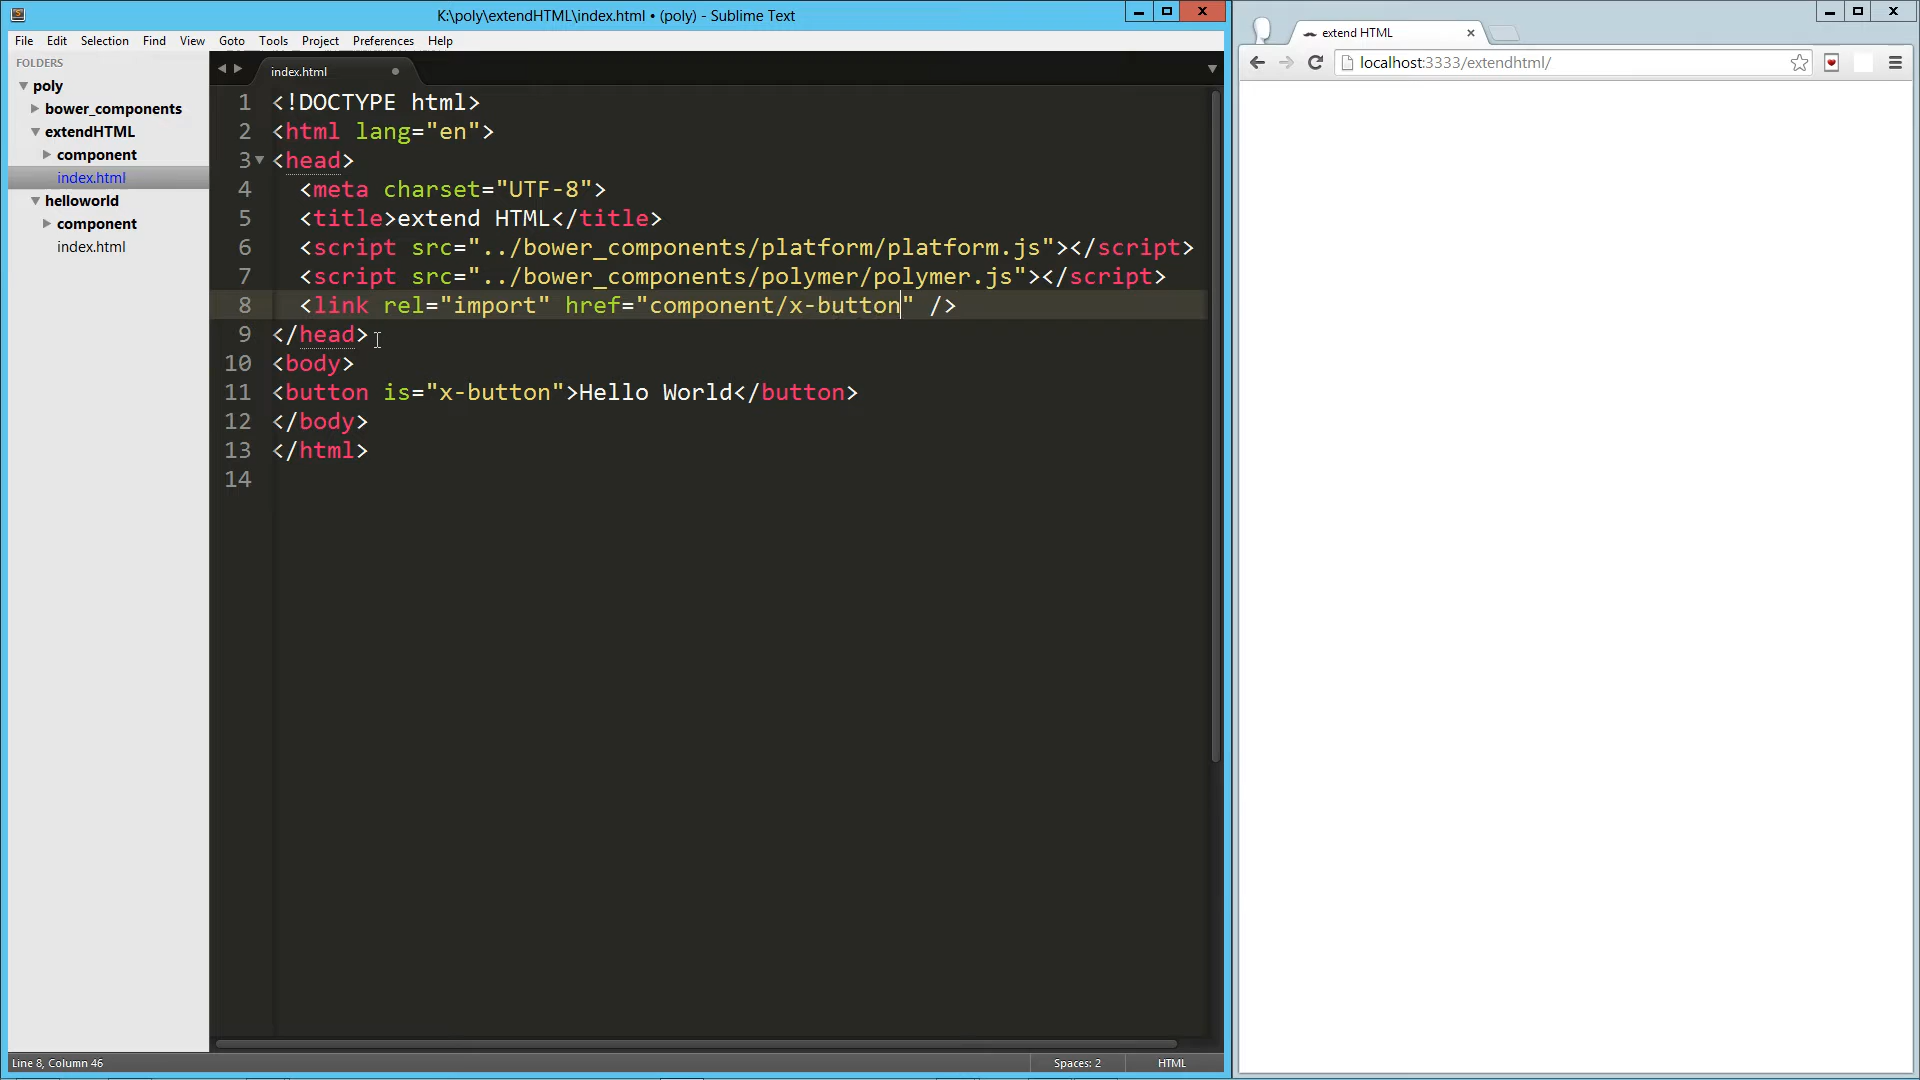 K:\poly\extendHTML\index.html • (poly) - Sublime Text
File Edit Selection Find View Goto Tools Project Preferences Help
FOLDERS
poly
bower_components
extendHTML
component
index.html
helloworld
component
index.html
index.html
1 <!DOCTYPE html>
2 <html lang="en">
3 <head>
4 <meta charset="UTF-8">
5 <title>extend HTML</title>
6 <script src="../bower_components/platform/platform.js"></script>
7 <script src="../bower_components/polymer/polymer.js"></script>
8 <link rel="import" href="component/x-button" />
9 </head>
10 <body>
11 <button is="x-button">Hello World</button>
12 </body>
13 </html>
14
Line 8, Column 46
Spaces: 2
HTML
extend HTML
localhost:3333/extendhtml/